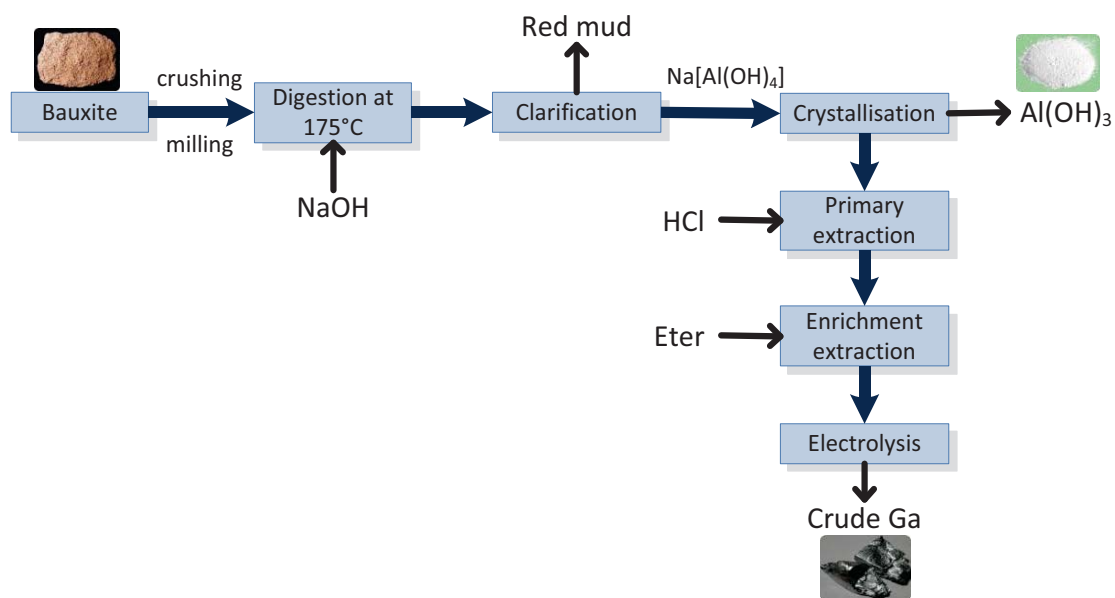 Red mud
crushing
milling
Bauxite
Digestion at
175°C
NaOH
Clarification
Na[Al(OH)₄]
Crystallisation
Al(OH)₃
HCl
Primary
extraction
Eter
Enrichment
extraction
Electrolysis
Crude Ga